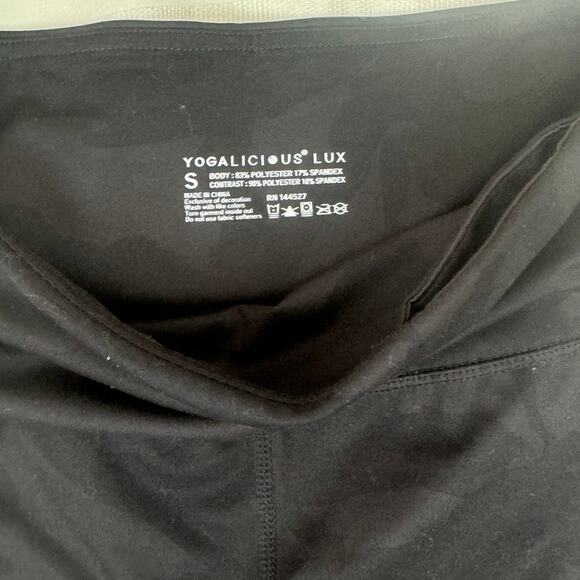 YOGALICIOUS® LUX
S BODY : 83% POLYESTER 17% SPANDEX
CONTRAST : 90% POLYESTER 10% SPANDEX
MADE IN CHINA RN 144527
Exclusive of decoration
Wash with like colors
Turn garment inside out
Do not use fabric softeners